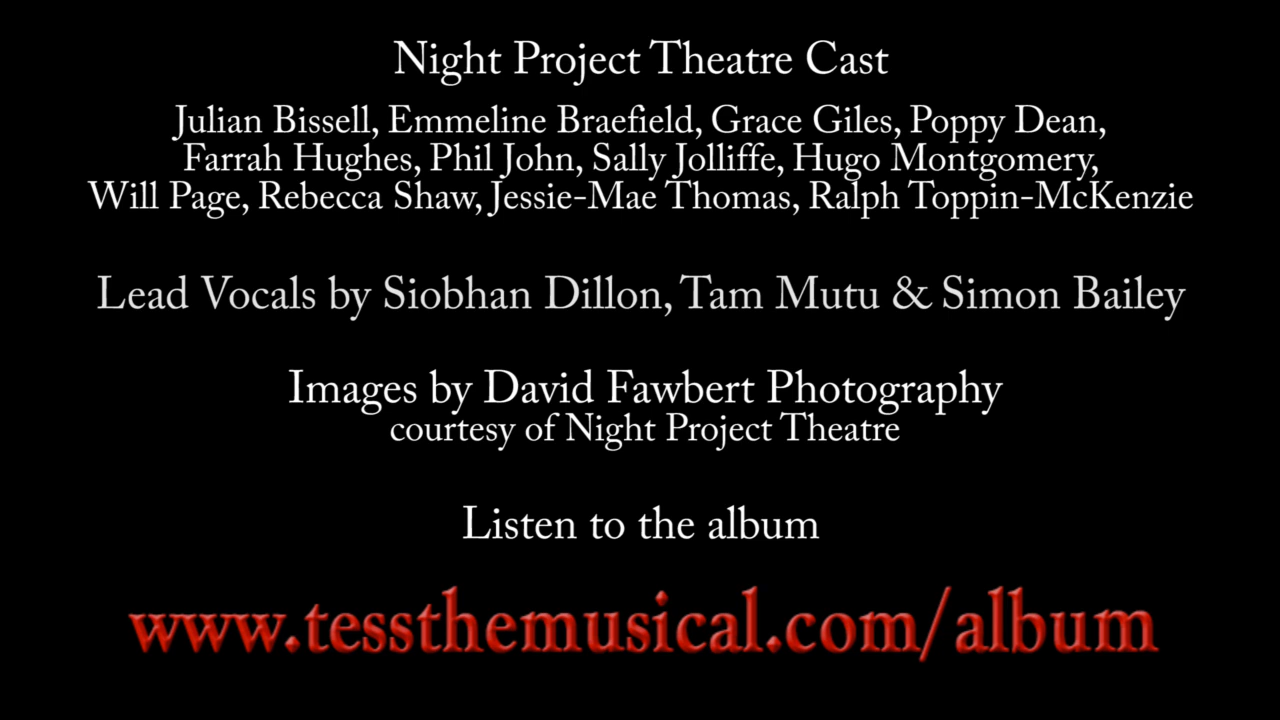 Night Project Theatre Cast
Julian Bissell, Emmeline Braefield, Grace Giles, Poppy Dean,
Farrah Hughes, Phil John, Sally Jolliffe, Hugo Montgomery,
Will Page, Rebecca Shaw, Jessie-Mae Thomas, Ralph Toppin-McKenzie
Lead Vocals by Siobhan Dillon, Tam Mutu & Simon Bailey
Images by David Fawbert Photography
courtesy of Night Project Theatre
Listen to the album
www.tessthemusical.com/album